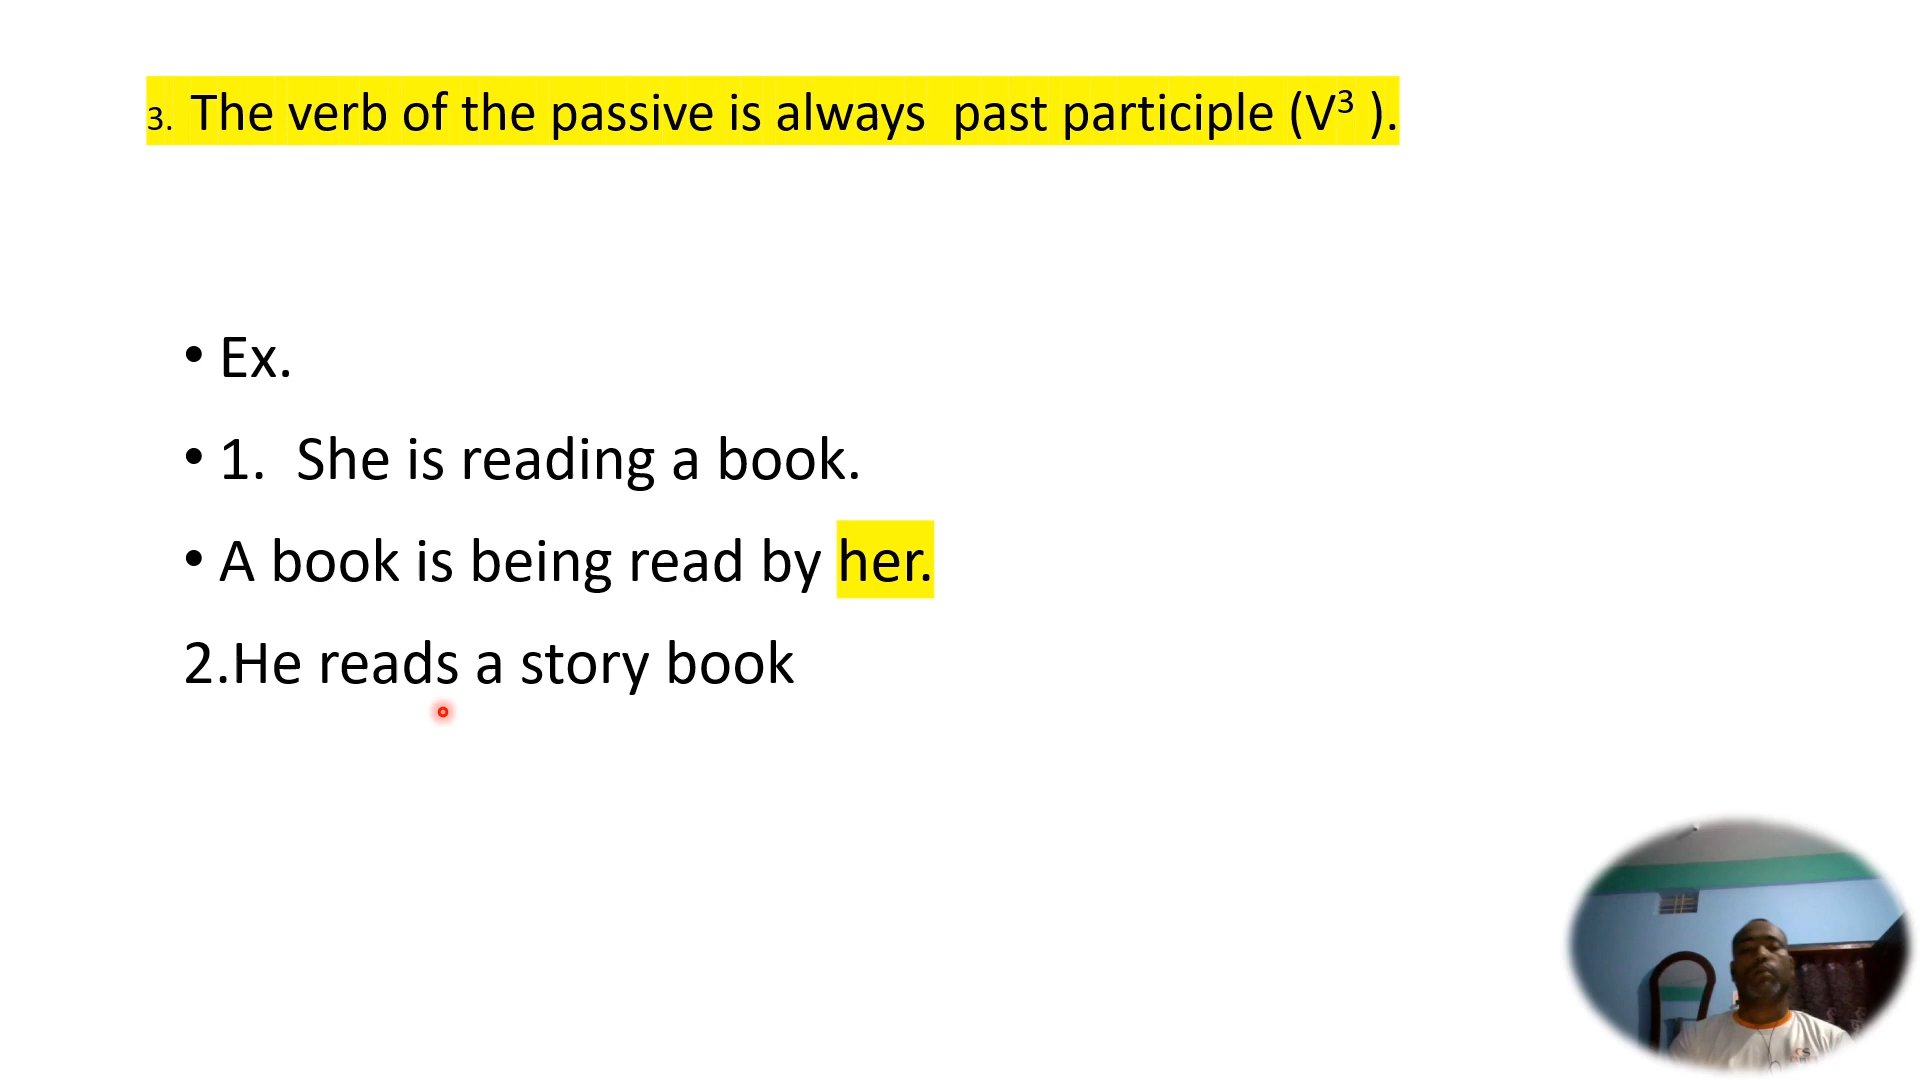 3. The verb of the passive is always past participle (V³ ).
• Ex.
• 1. She is reading a book.
• A book is being read by her.
2.He reads a story book